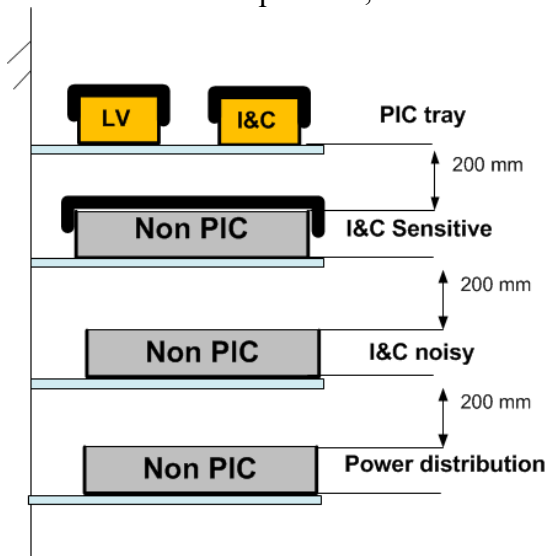 LV
I&C
PIC tray
200 mm
Non PIC
I&C Sensitive
200 mm
Non PIC
I&C noisy
200 mm
Non PIC
Power distribution